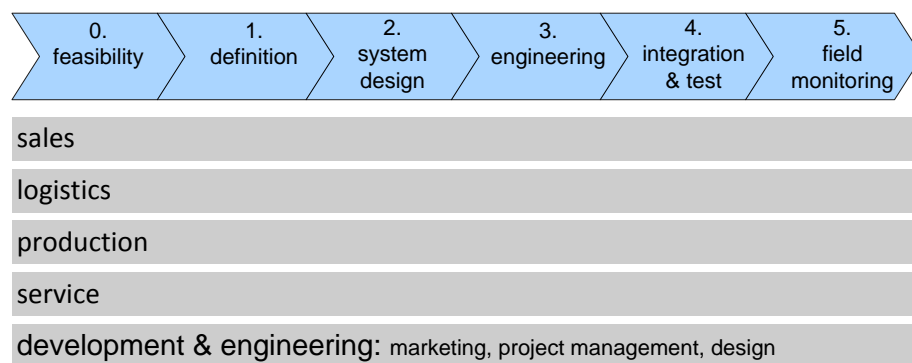 0.
feasibility
1.
definition
2.
system
design
3.
engineering
4.
integration
& test
5.
field
monitoring
sales
logistics
production
service
development & engineering: marketing, project management, design